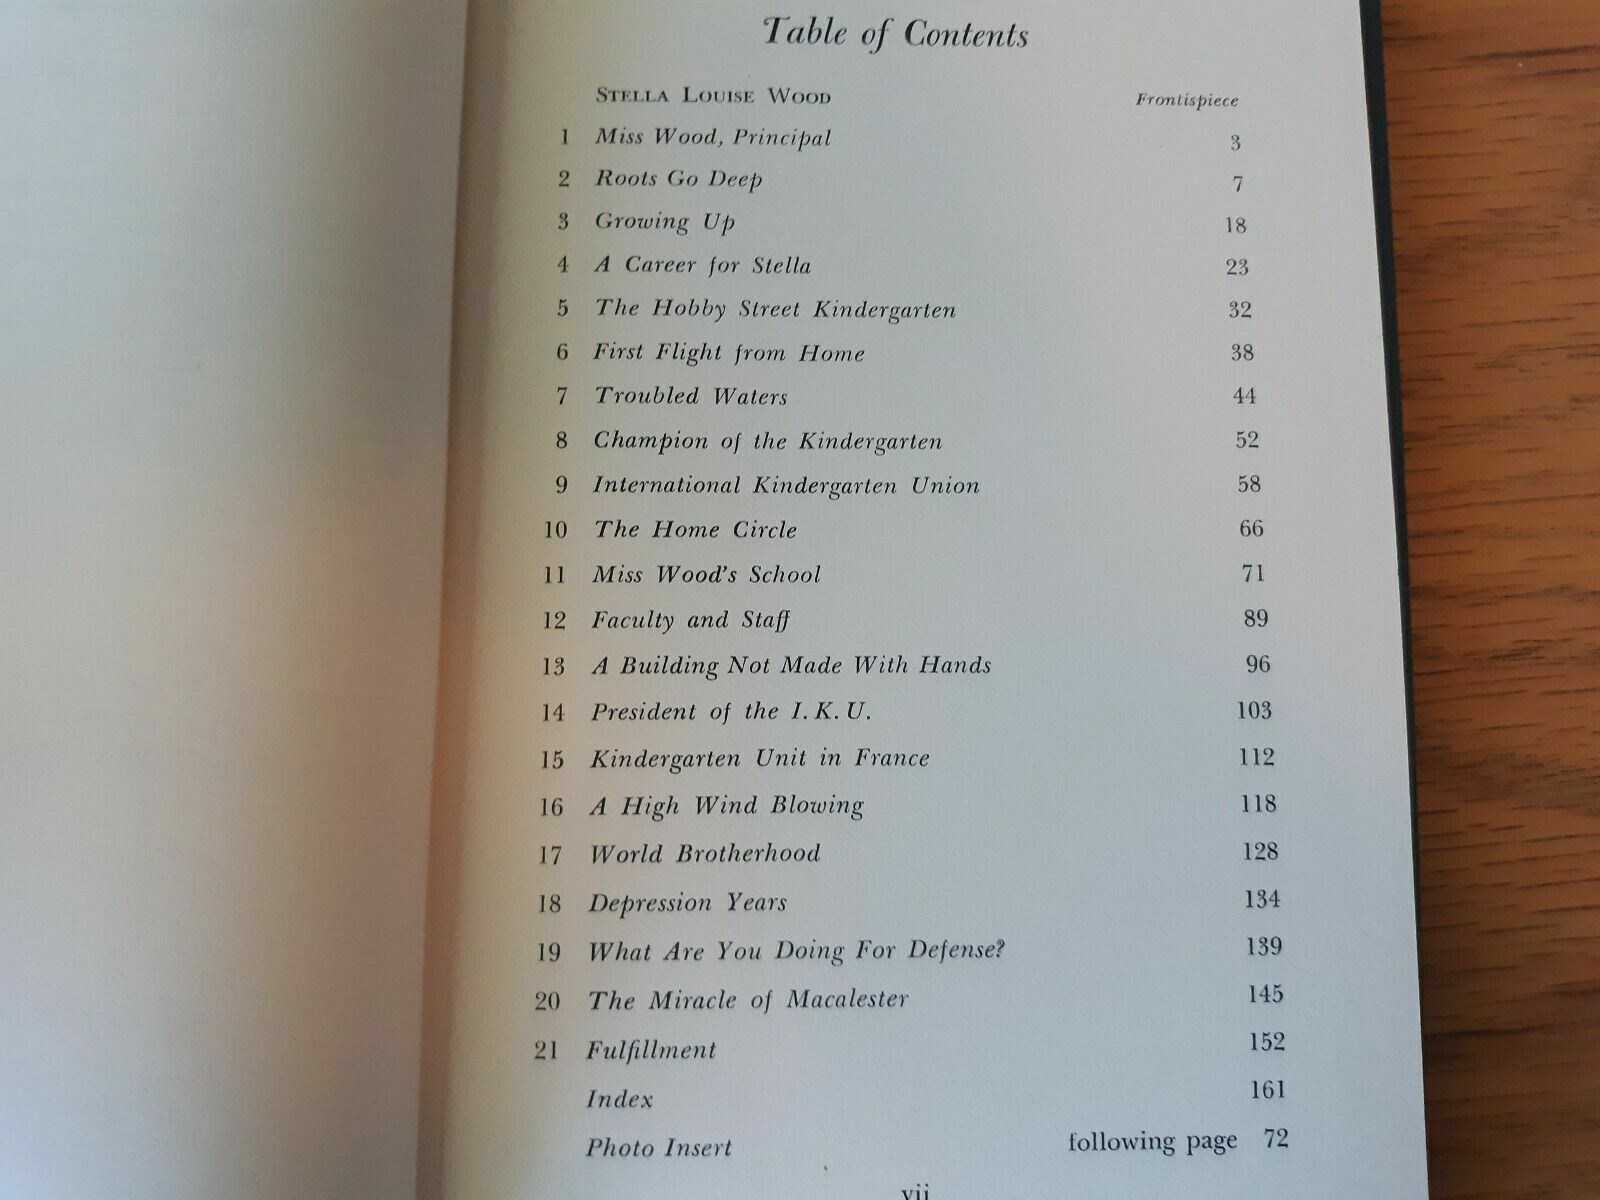 Table of Contents
STELLA LOUISE WOOD Frontispiece
1 Miss Wood, Principal 3
2 Roots Go Deep 7
3 Growing Up 18
4 A Career for Stella 23
5 The Hobby Street Kindergarten 32
6 First Flight from Home 38
7 Troubled Waters 44
8 Champion of the Kindergarten 52
9 International Kindergarten Union 58
10 The Home Circle 66
11 Miss Wood's School 71
12 Faculty and Staff 89
13 A Building Not Made With Hands 96
14 President of the I. K. U. 103
15 Kindergarten Unit in France 112
16 A High Wind Blowing 118
17 World Brotherhood 128
18 Depression Years 134
19 What Are You Doing For Defense? 139
20 The Miracle of Macalester 145
21 Fulfillment 152
Index 161
Photo Insert following page 72
vii